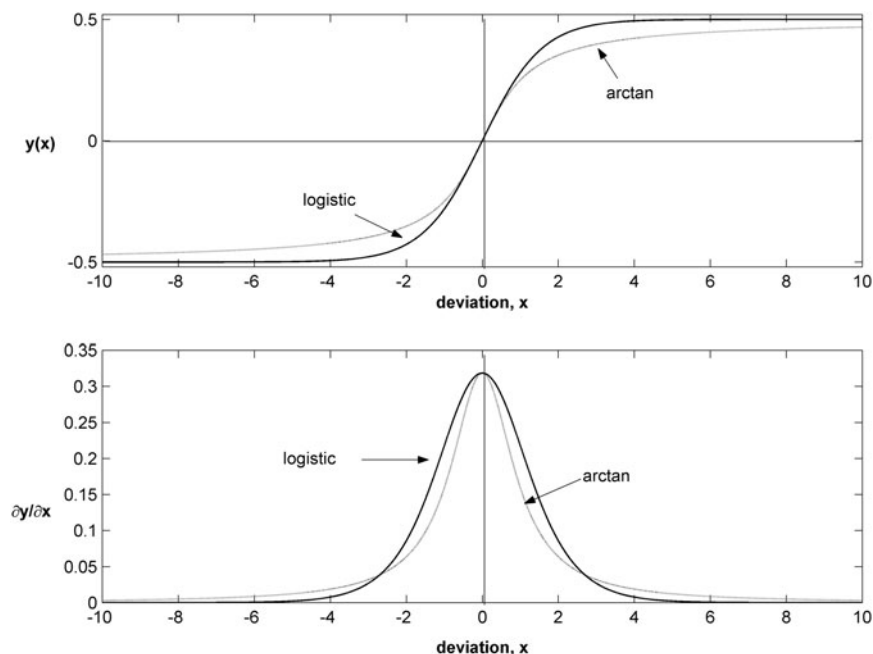 0.5
arctan
y(x)
0
logistic
-0.5
-10 -8 -6 -4 -2 0 2 4 6 8 10
deviation, x
0.35
0.3
0.25
logistic
0.2
0.15
arctan
∂y/∂x
0.1
0.05
0
-10 -8 -6 -4 -2 0 2 4 6 8 10
deviation, x